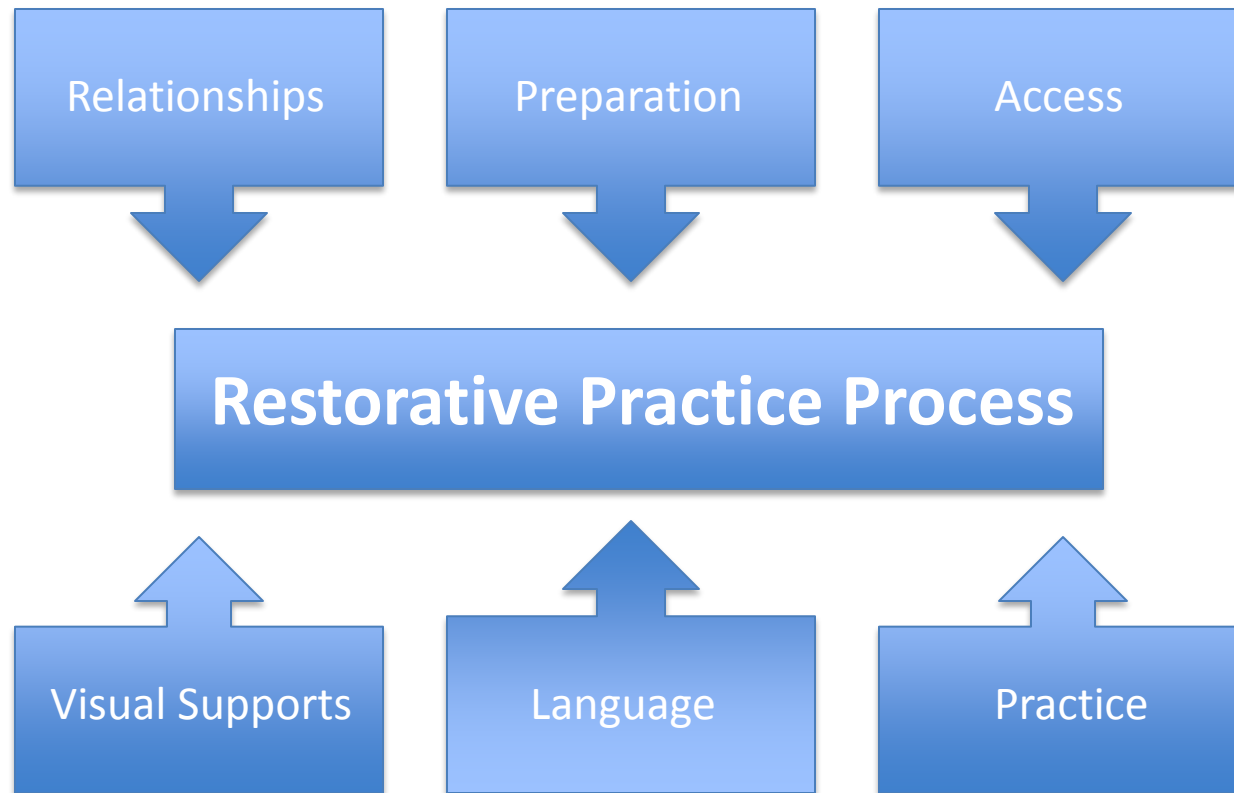 Relationships
Preparation
Access
Restorative Practice Process
Visual Supports
Language
Practice